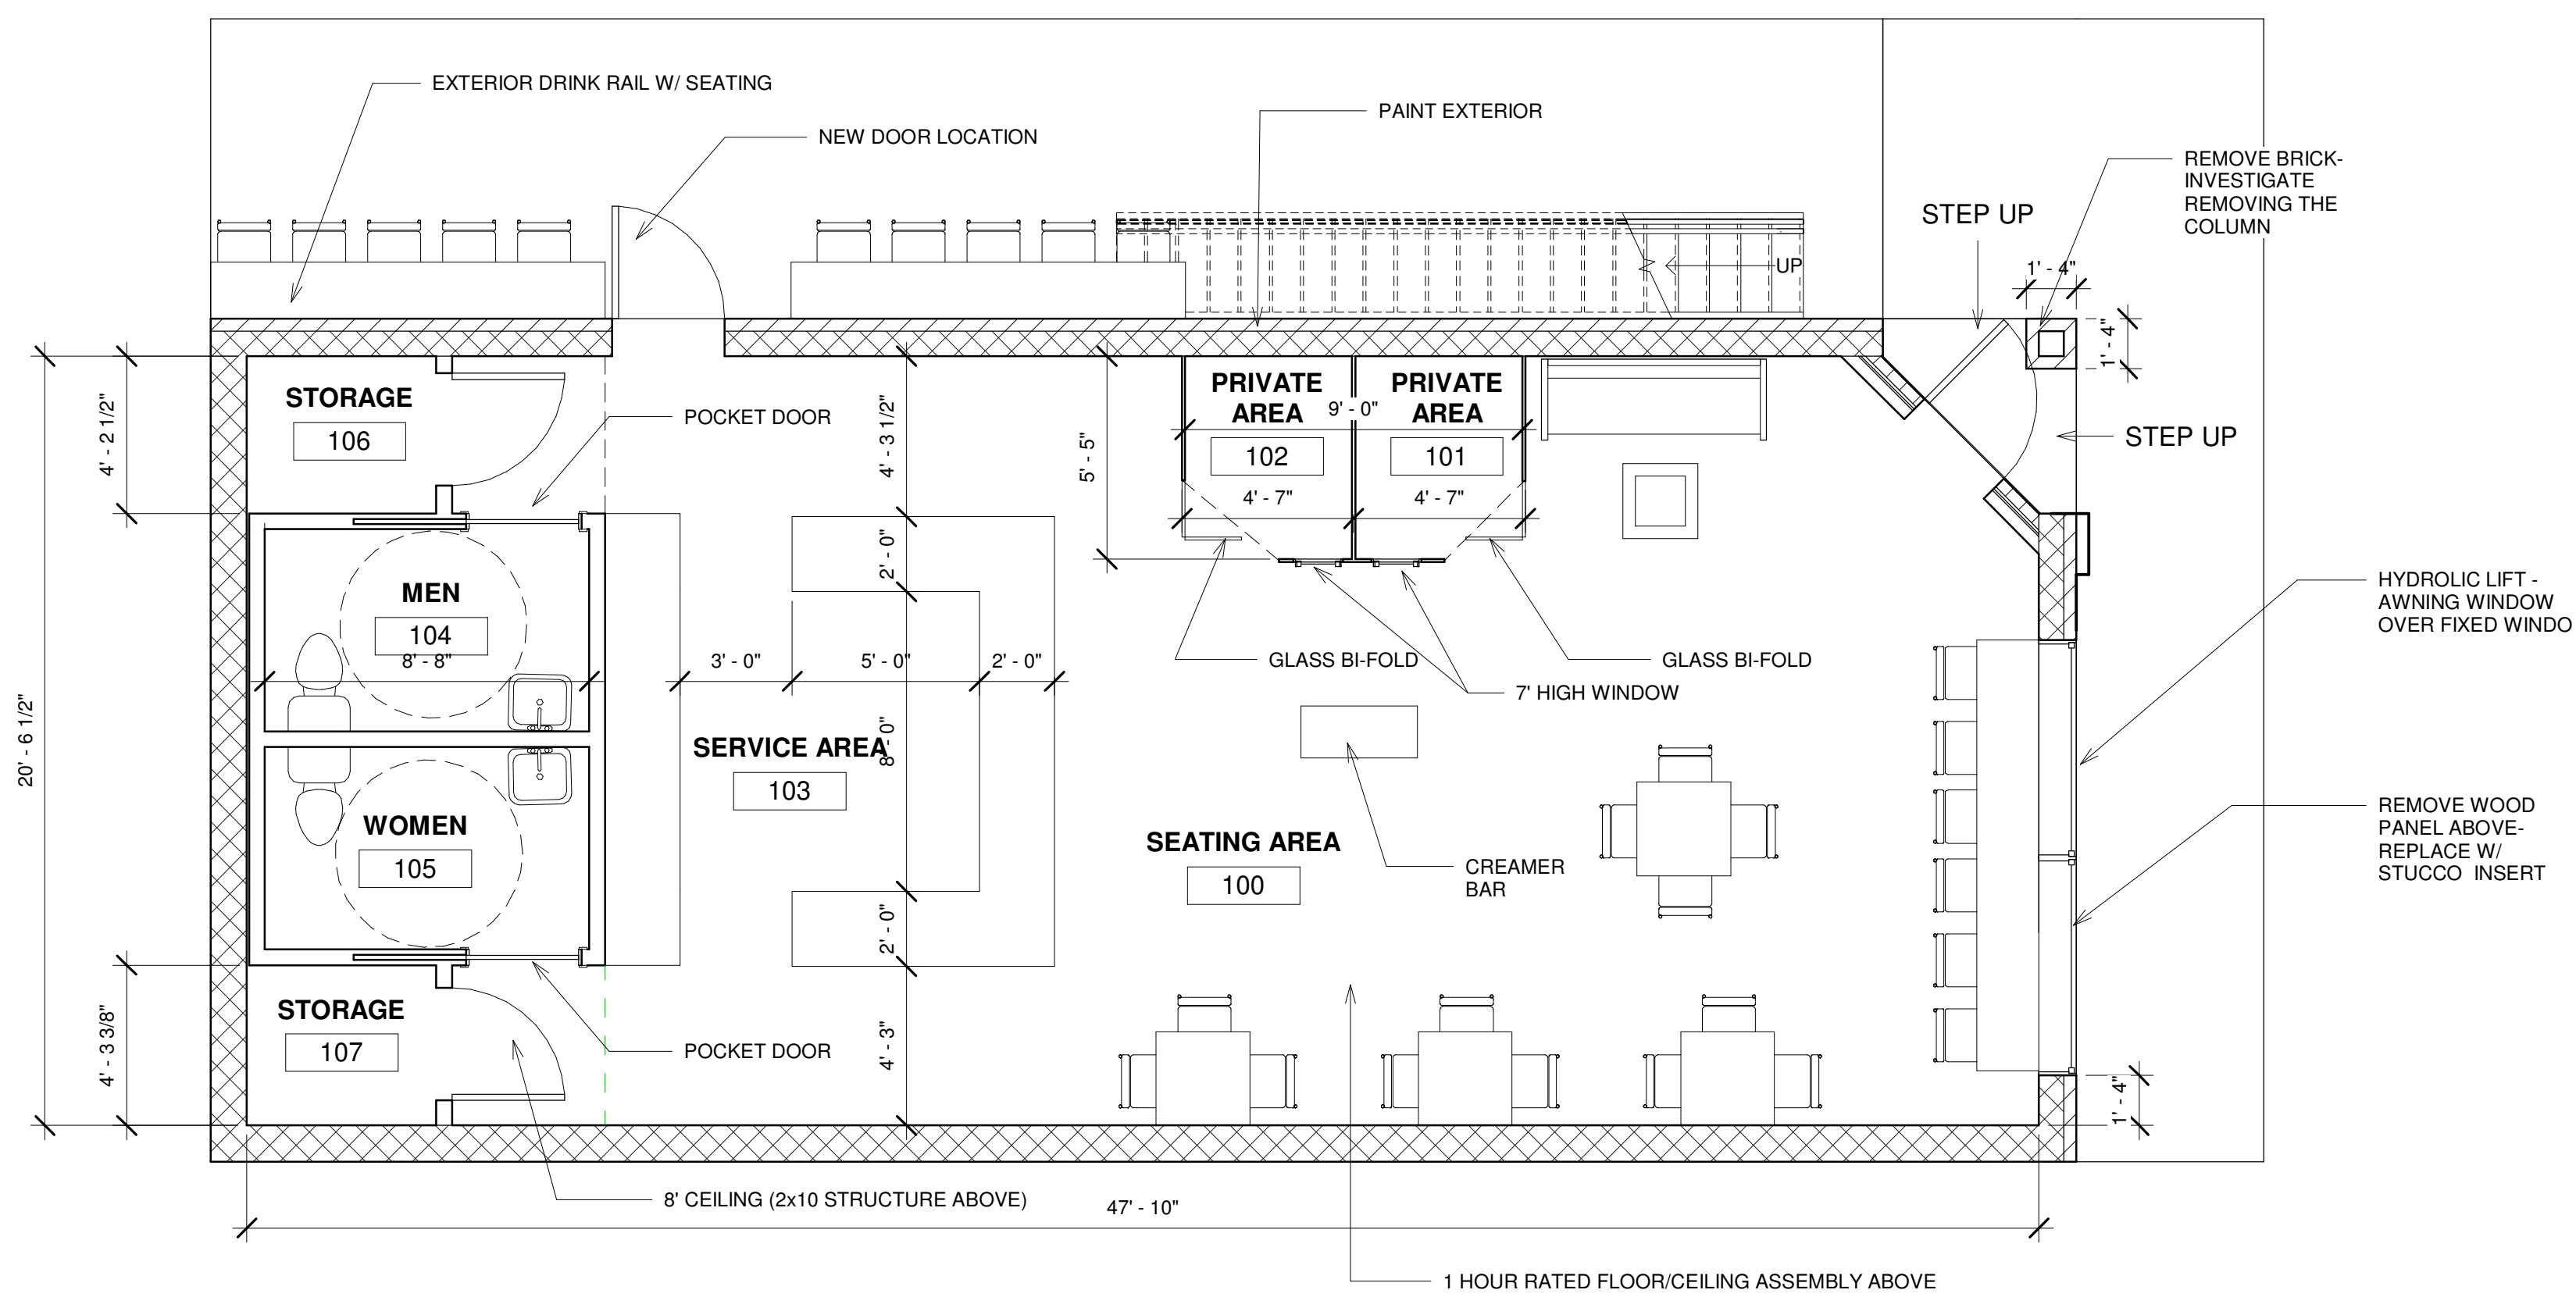 EXTERIOR DRINK RAIL W/ SEATING
PAINT EXTERIOR
NEW DOOR LOCATION
REMOVE BRICK-
INVESTIGATE
REMOVING THE
COLUMN
STEP UP
UP
1' - 4"
1' - 4"
STEP UP
STORAGE
106
POCKET DOOR
4' - 2 1/2"
4' - 3 1/2"
5' - 5"
PRIVATE
AREA
102
PRIVATE
AREA
101
9' - 0"
4' - 7"
4' - 7"
2' - 0"
MEN
104
8' - 8"
3' - 0"
5' - 0"
2' - 0"
GLASS BI-FOLD
GLASS BI-FOLD
7' HIGH WINDOW
HYDROLIC LIFT -
AWNING WINDOW
OVER FIXED WINDO
20' - 6 1/2"
SERVICE AREA
103
8' - 0"
WOMEN
105
SEATING AREA
100
CREAMER
BAR
REMOVE WOOD
PANEL ABOVE-
REPLACE W/
STUCCO INSERT
2' - 0"
STORAGE
107
4' - 3 3/8"
POCKET DOOR
4' - 3"
1' - 4"
8' CEILING (2x10 STRUCTURE ABOVE)
47' - 10"
1 HOUR RATED FLOOR/CEILING ASSEMBLY ABOVE